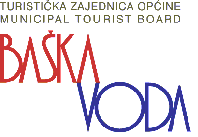 TURISTIČKA ZAJEDNICA OPĆINE
MUNICIPAL TOURIST BOARD
BAŠKA
VODA